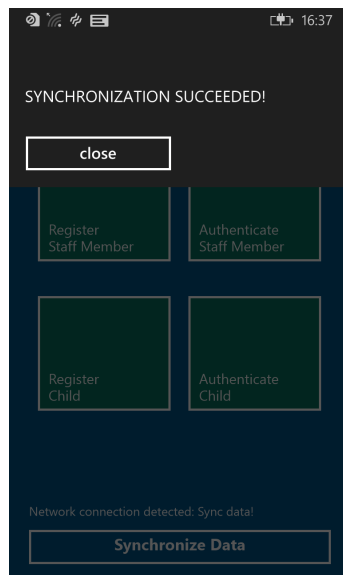 16:37
SYNCHRONIZATION SUCCEEDED!
close
Register
Staff Member
Authenticate
Staff Member
Register
Child
Authenticate
Child
Network connection detected: Sync data!
Synchronize Data